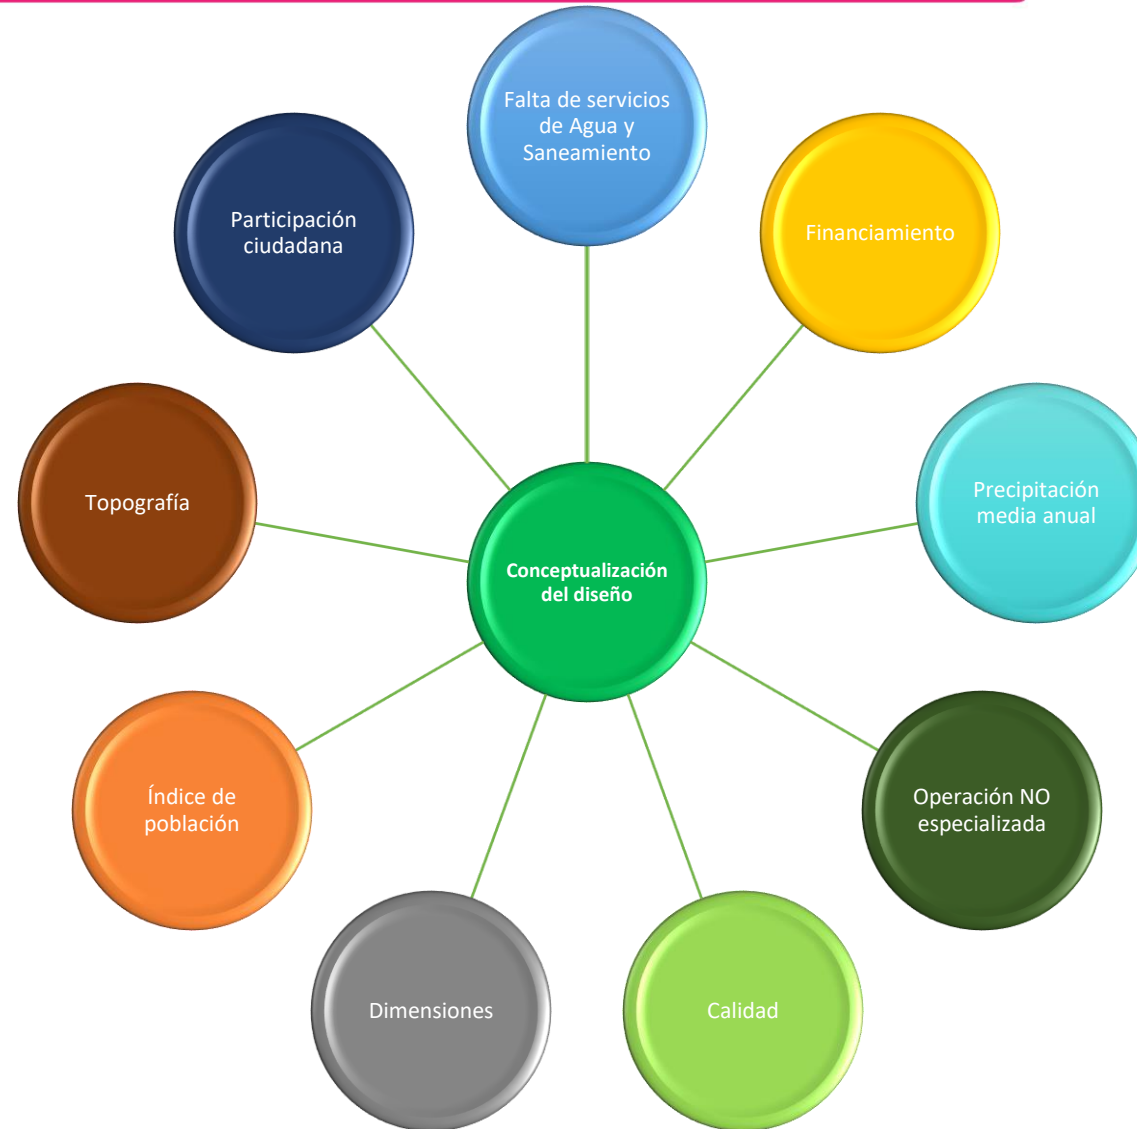 Falta de servicios
de Agua y
Saneamiento
Financiamiento
Precipitación
media anual
Operación NO
especializada
Calidad
Dimensiones
Índice de
población
Topografía
Participación
ciudadana
Conceptualización
del diseño